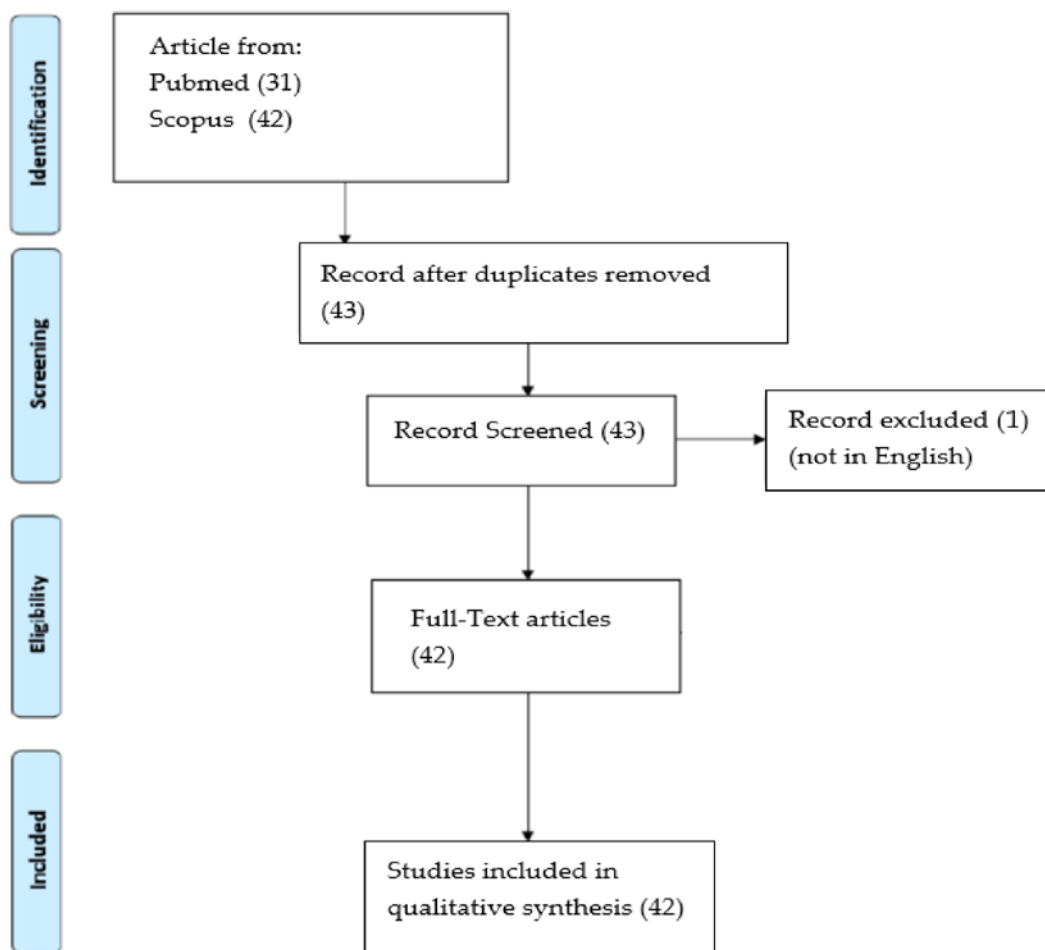 Identification
Article from:
Pubmed (31)
Scopus (42)
Screening
Record after duplicates removed
(43)
Record Screened (43)
Record excluded (1)
(not in English)
Eligibility
Full-Text articles
(42)
Included
Studies included in
qualitative synthesis (42)